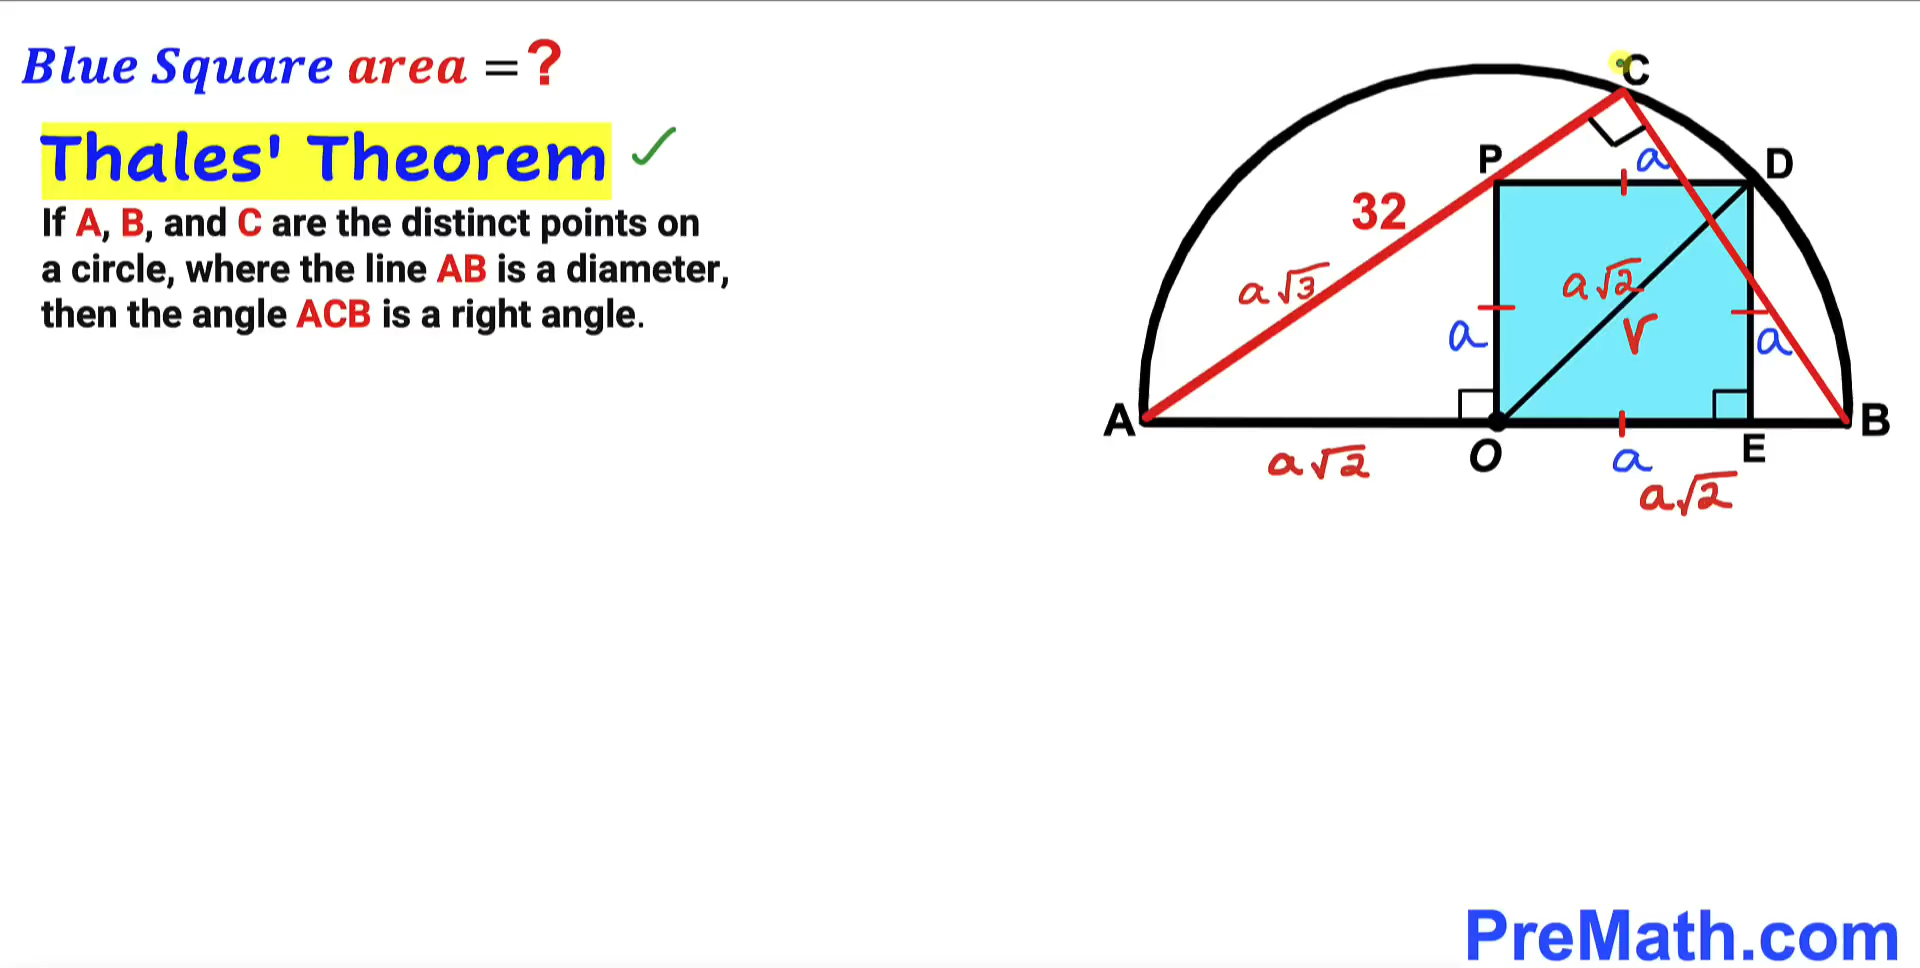 Blue Square area =?
Thales' Theorem
If A, B, and C are the distinct points on
a circle, where the line AB is a diameter,
then the angle ACB is a right angle.
C
P
a
D
32
a√3
a√2
r
a
a
A
B
O
a
E
a√2
a√2
PreMath.com